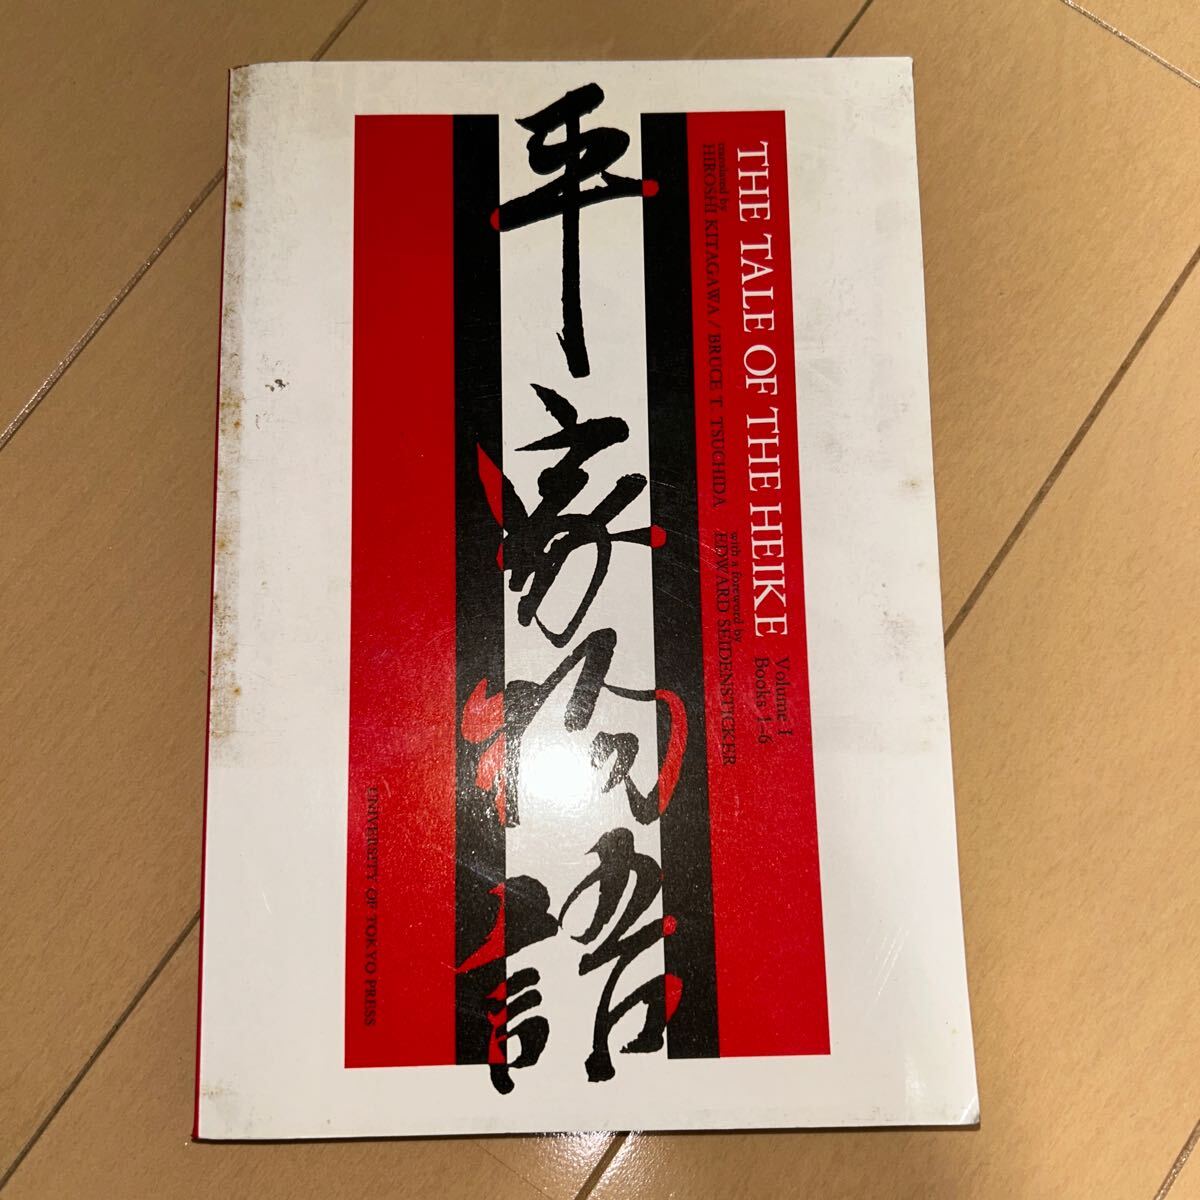 平家物語
THE TALE OF THE HEIKE
Volume I
Books 1–6
translated by
HIROSHI KITAGAWA / BRUCE T. TSUCHIDA
with a foreword by
EDWARD SEIDENSTICKER
UNIVERSITY OF TOKYO PRESS